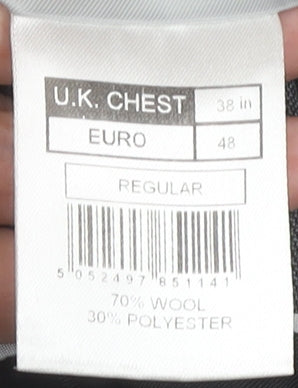 U.K. CHEST 38 in
EURO 48
REGULAR
5 052497 851141
70% WOOL
30% POLYESTER